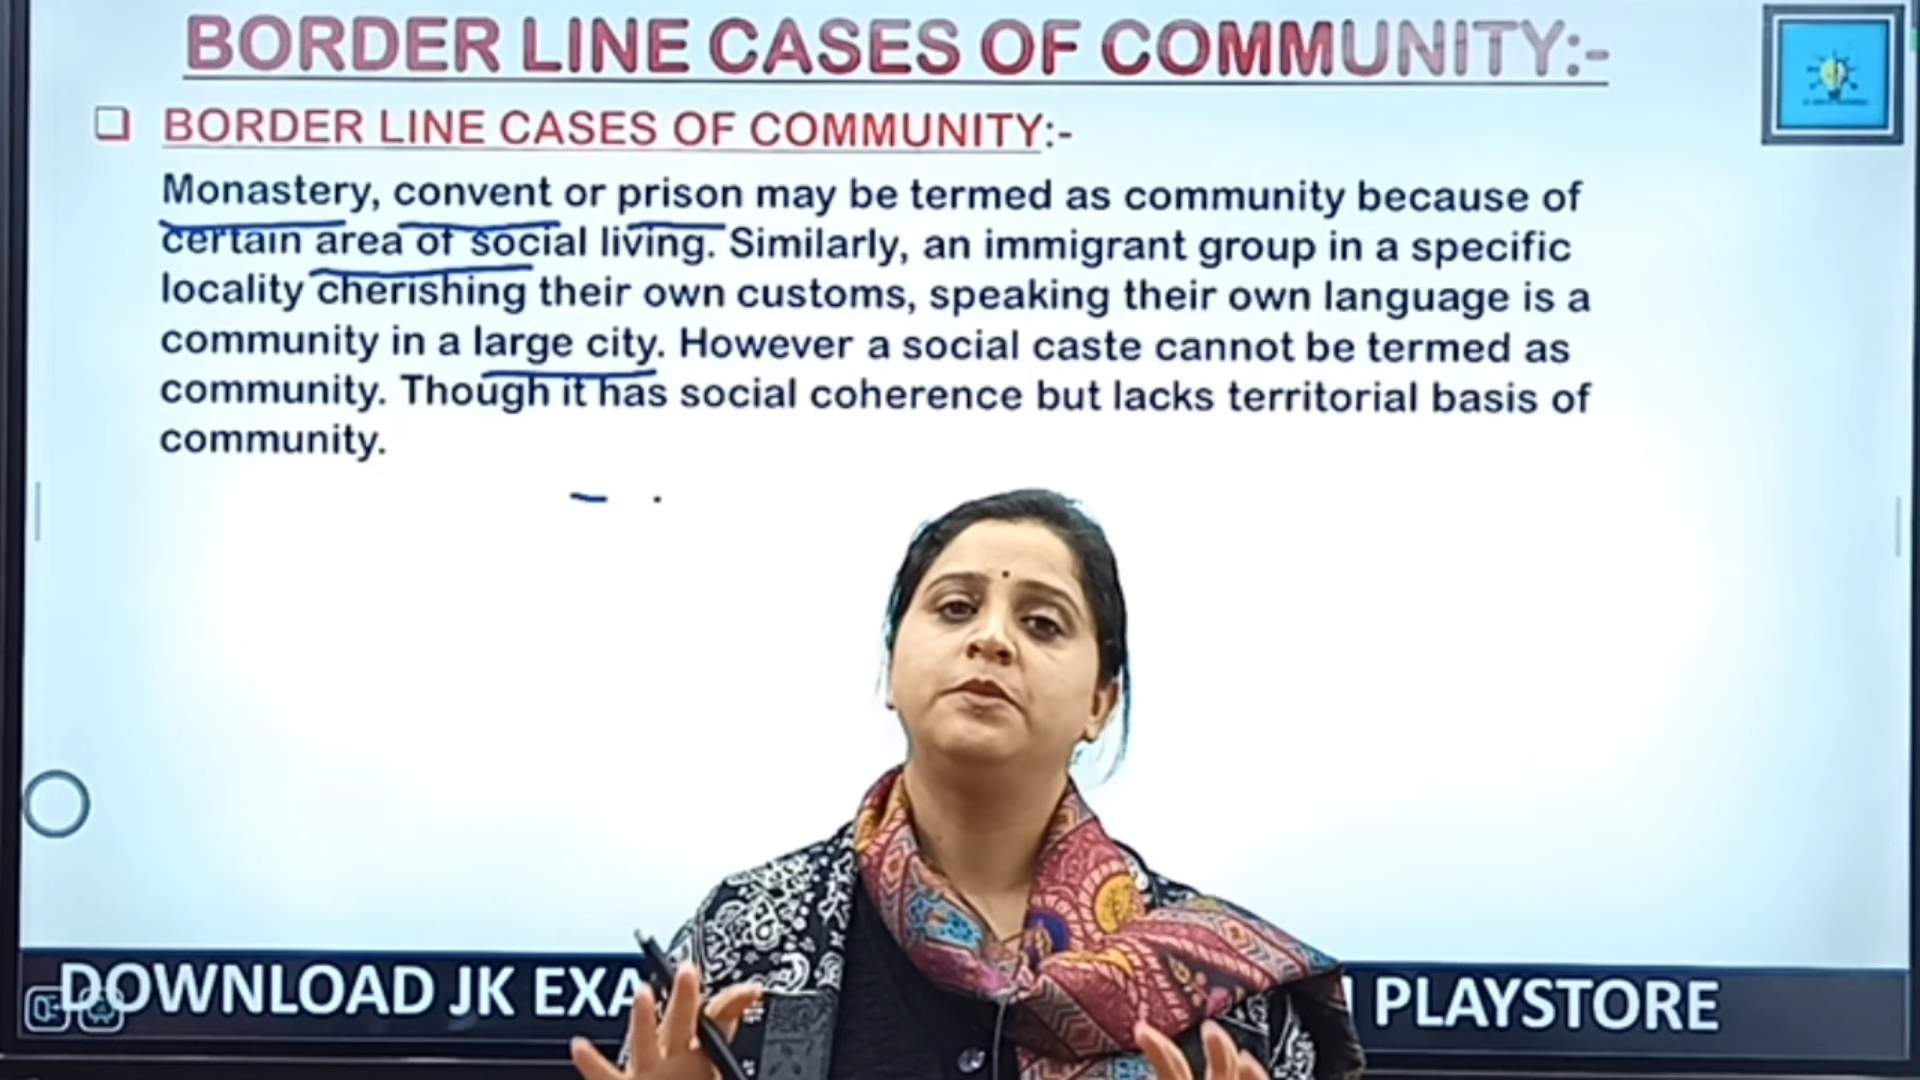 BORDER LINE CASES OF COMMUNITY:-
BORDER LINE CASES OF COMMUNITY:-
Monastery, convent or prison may be termed as community because of
certain area of social living. Similarly, an immigrant group in a specific
locality cherishing their own customs, speaking their own language is a
community in a large city. However a social caste cannot be termed as
community. Though it has social coherence but lacks territorial basis of
community.
DOWNLOAD JK EXA PLAYSTORE